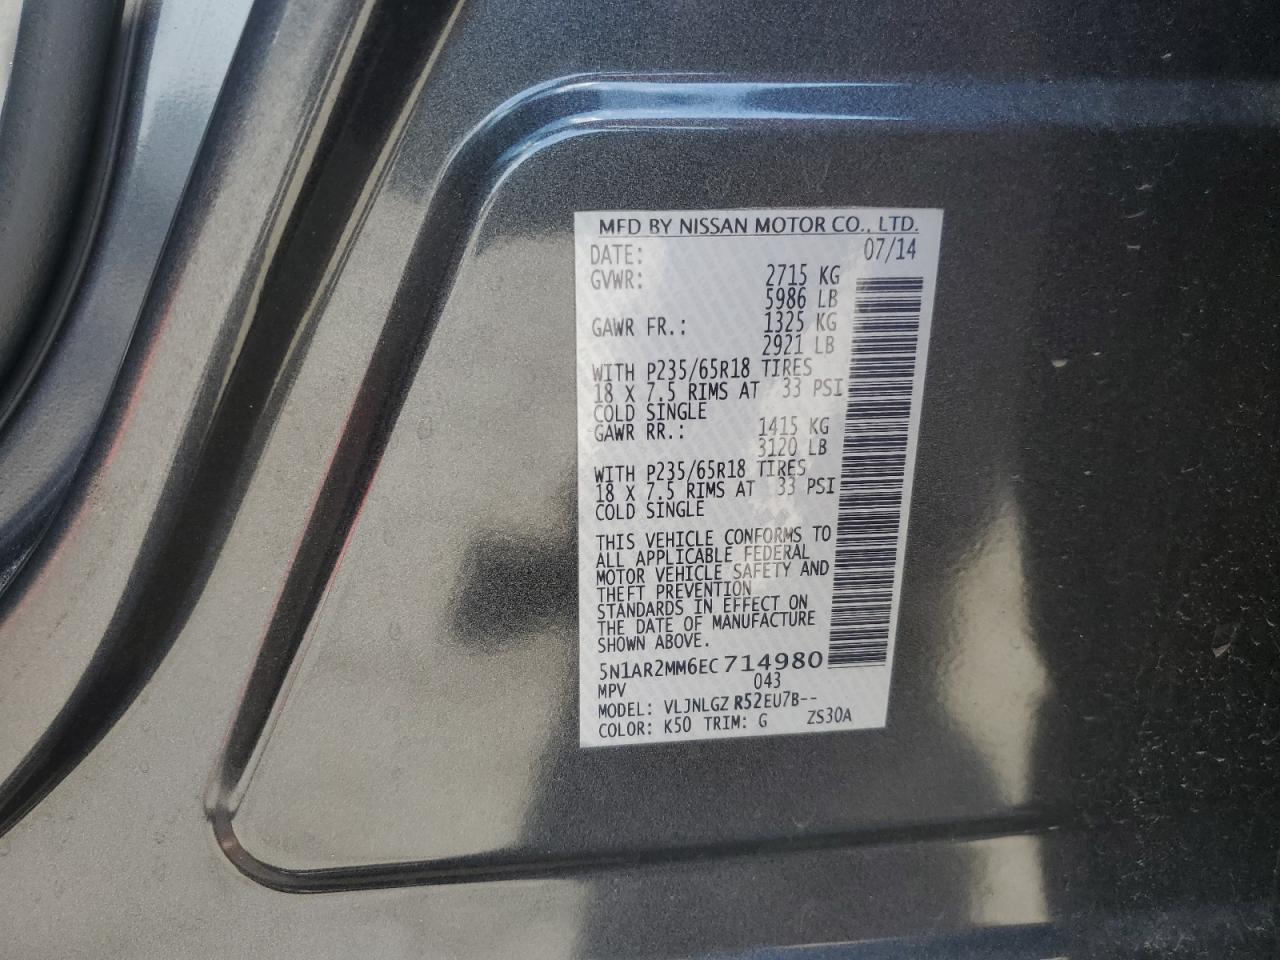 MFD BY NISSAN MOTOR CO., LTD.
DATE: 07/14
GVWR: 2715 KG
5986 LB
GAWR FR.: 1325 KG
2921 LB
WITH P235/65R18 TIRES
18 X 7.5 RIMS AT 33 PSI
COLD SINGLE
GAWR RR.: 1415 KG
3120 LB
WITH P235/65R18 TIRES
18 X 7.5 RIMS AT 33 PSI
COLD SINGLE
THIS VEHICLE CONFORMS TO
ALL APPLICABLE FEDERAL
MOTOR VEHICLE SAFETY AND
THEFT PREVENTION
STANDARDS IN EFFECT ON
THE DATE OF MANUFACTURE
SHOWN ABOVE.
5N1AR2MM6EC 714980
MPV 043
MODEL: VLJNLGZ R52EU7B--
COLOR: K50 TRIM: G ZS30A